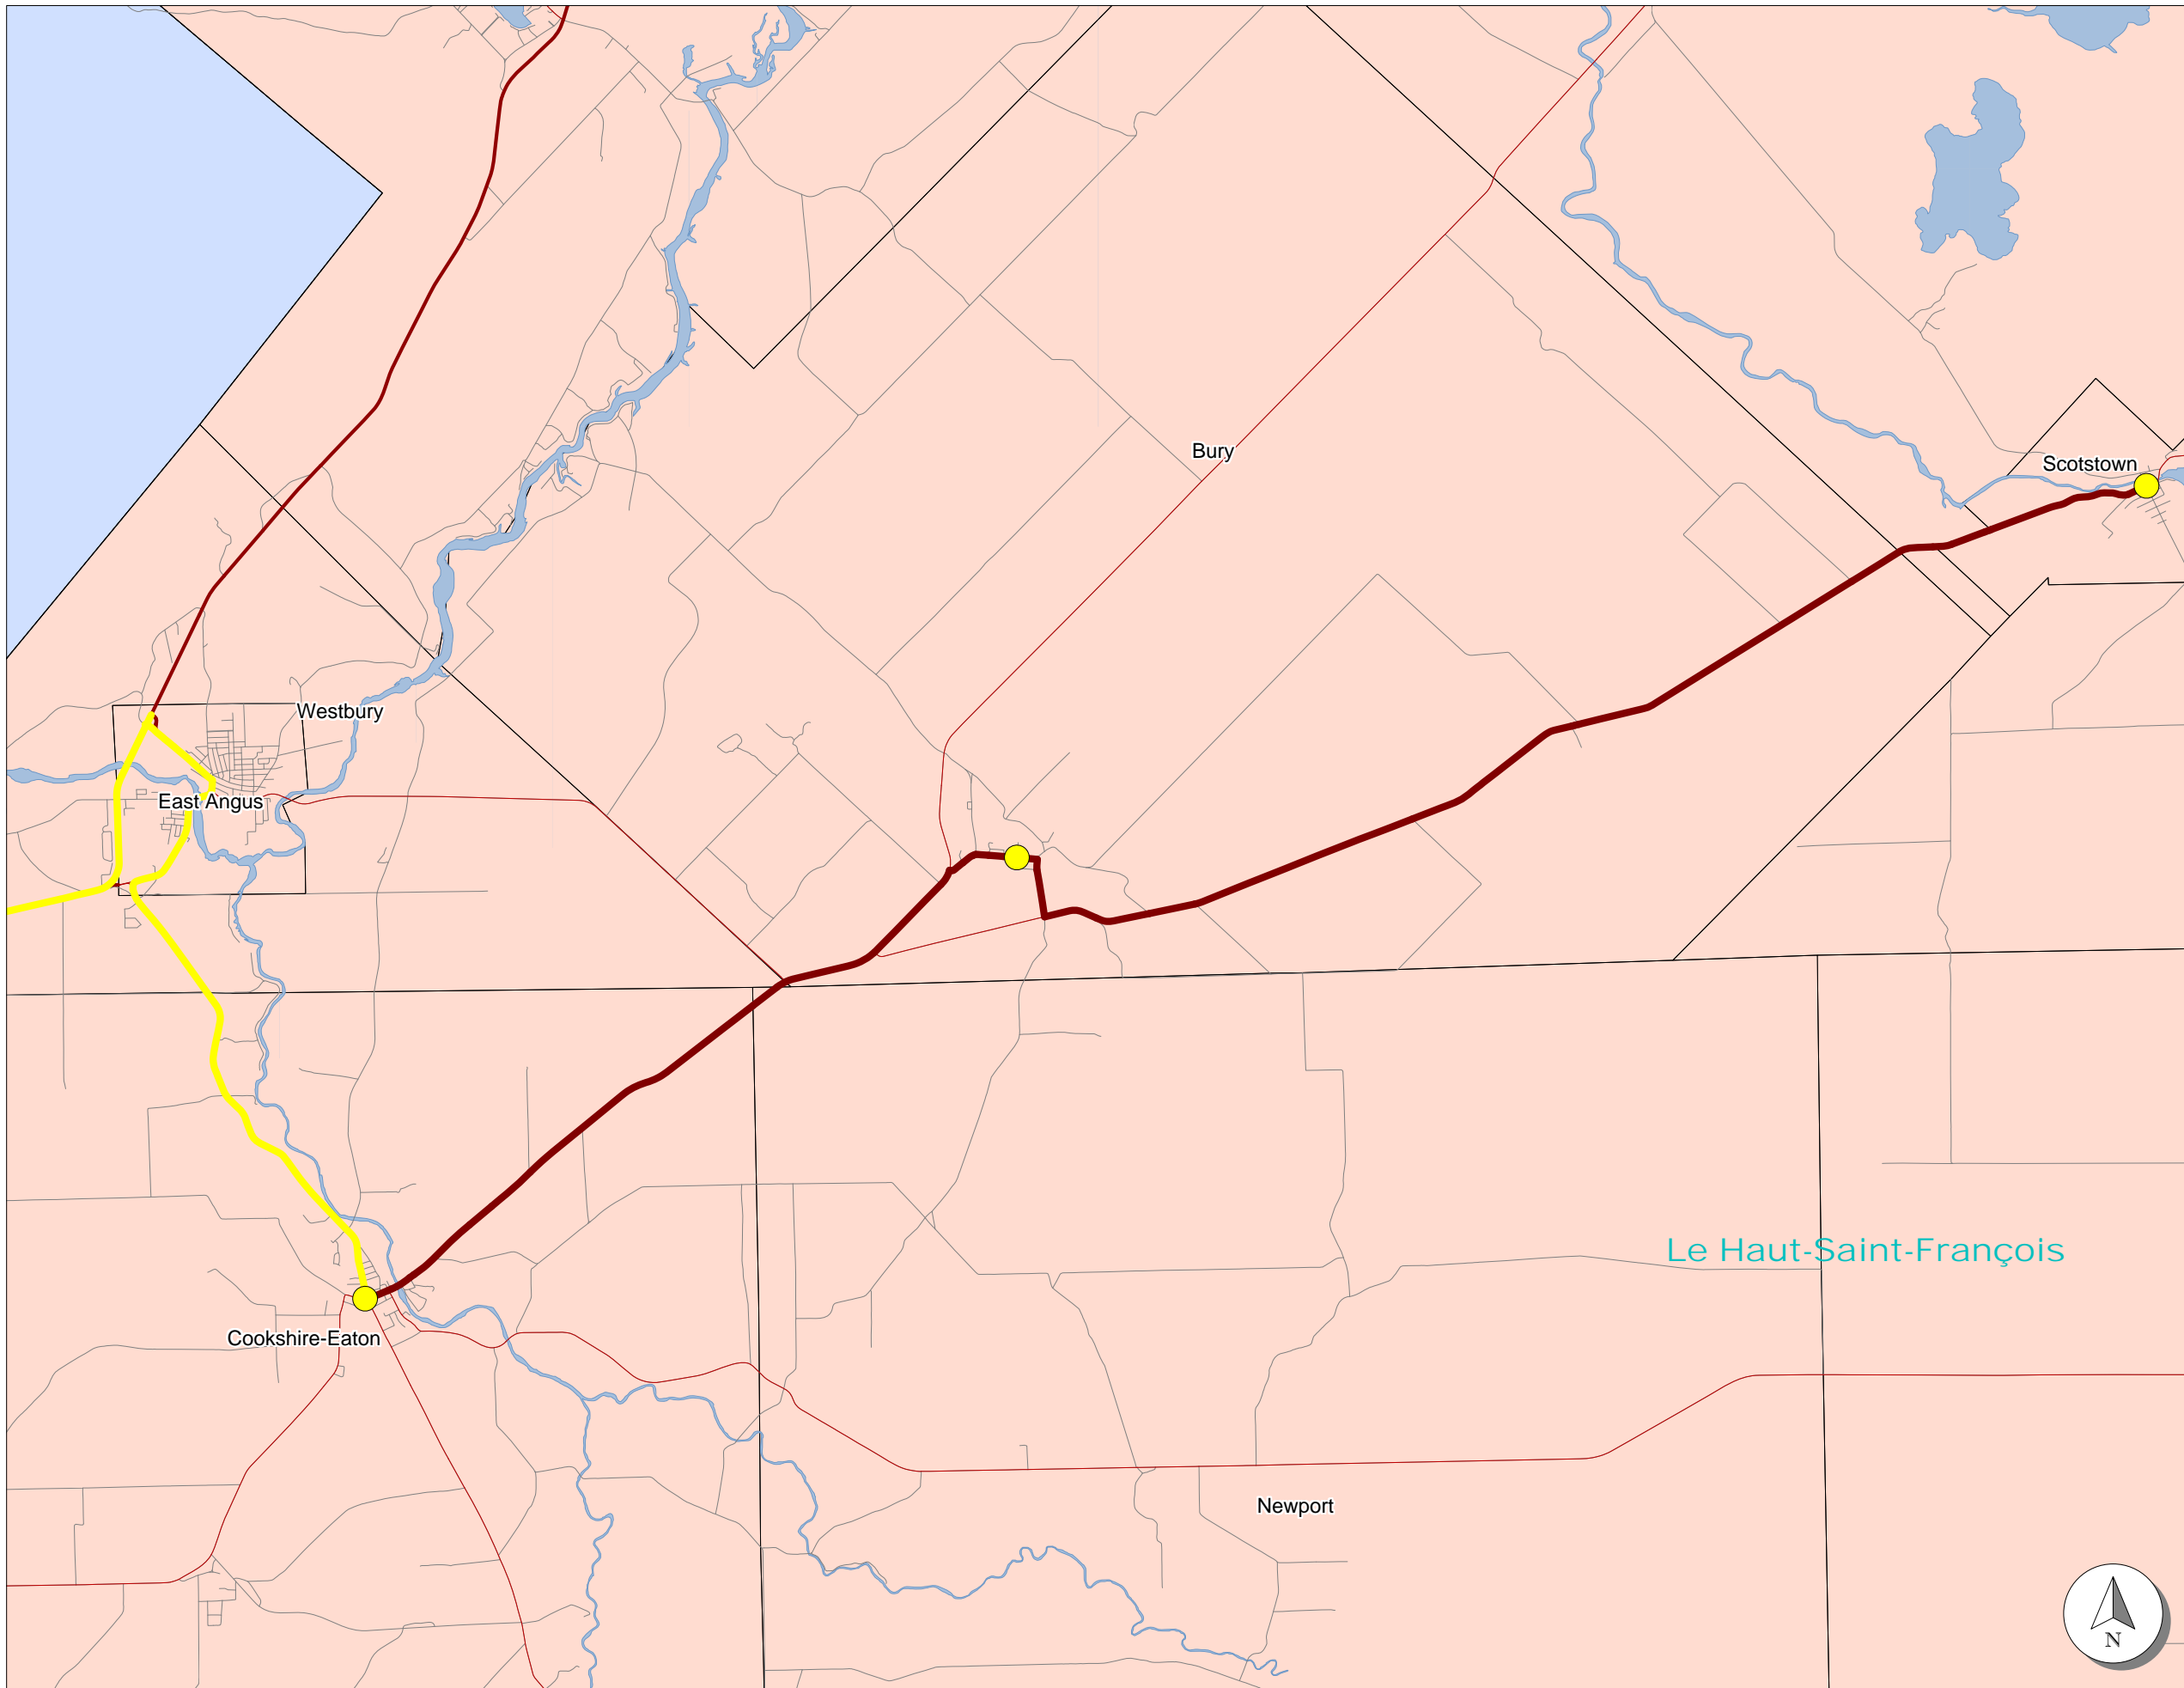 Bury
Scotstown
Westbury
East Angus
Le Haut-Saint-François
Cookshire-Eaton
Newport
N